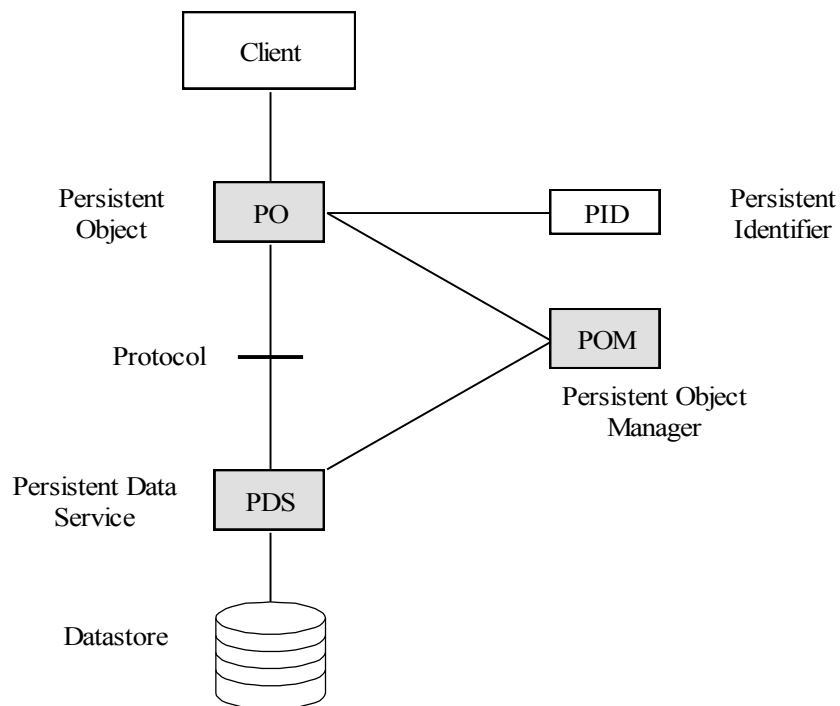 Client
Persistent
Object
PO
PID
Persistent
Identifier
Protocol
POM
Persistent Object
Manager
Persistent Data
Service
PDS
Datastore